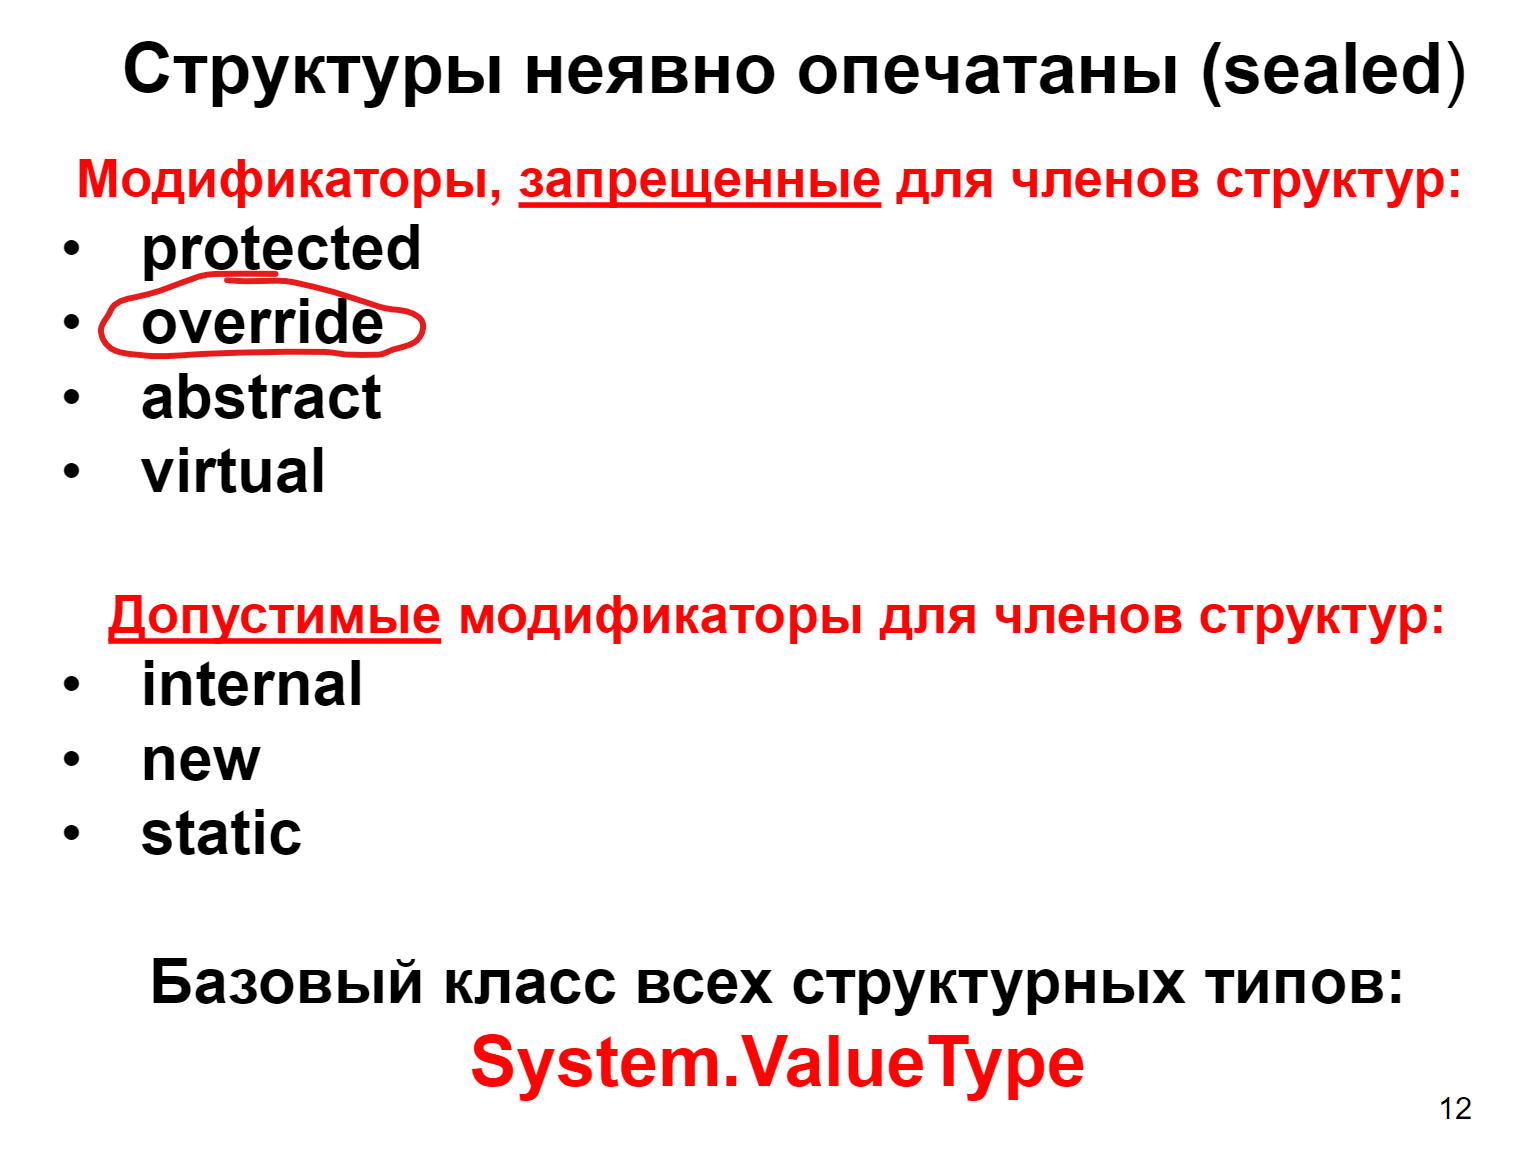 Структуры неявно опечатаны (sealed)
Модификаторы, запрещенные для членов структур:
• protected
• override
• abstract
• virtual
Допустимые модификаторы для членов структур:
• internal
• new
• static
Базовый класс всех структурных типов:
System.ValueType
12